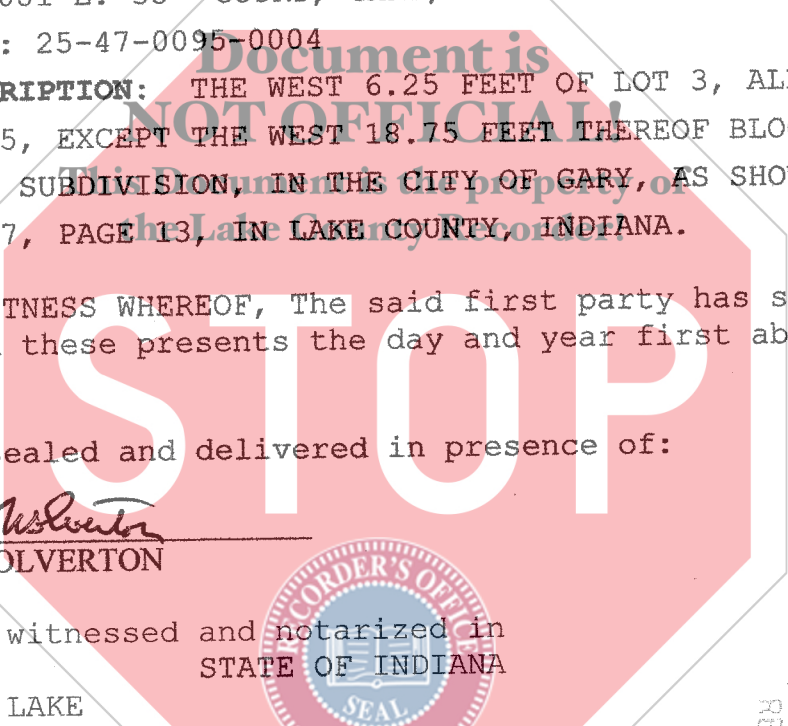 : 25-47-0095-0004
Document is
RIPTION: THE WEST 6.25 FEET OF LOT 3, AL
NOT OFFICIAL!
5, EXCEPT THE WEST 18.75 FEET THEREOF BLO
This Document is the property of
SUBDIVISION, IN THE CITY OF GARY, AS SHO
the Lake County Recorder!
7, PAGE 13, IN LAKE COUNTY, INDIANA.
TNESS WHEREOF, The said first party has s
these presents the day and year first ab
STOP
ealed and delivered in presence of:
Wolverton
OLVERTON
RECORDER'S OFFICE
witnessed and notarized in
STATE OF INDIANA
SEAL
LAKE